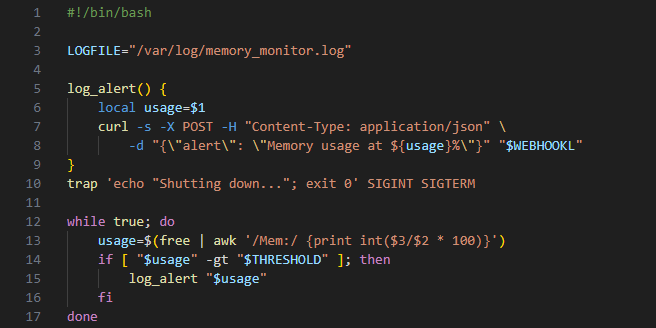 1 #!/bin/bash
2
3 LOGFILE="/var/log/memory_monitor.log"
4
5 log_alert() {
6     local usage=$1
7     curl -s -X POST -H "Content-Type: application/json" \
8         -d "{\"alert\": \"Memory usage at ${usage}%\"}" "$WEBHOOKL"
9 }
10 trap 'echo "Shutting down..."; exit 0' SIGINT SIGTERM
11
12 while true; do
13     usage=$(free | awk '/Mem:/ {print int($3/$2 * 100)}')
14     if [ "$usage" -gt "$THRESHOLD" ]; then
15         log_alert "$usage"
16     fi
17 done